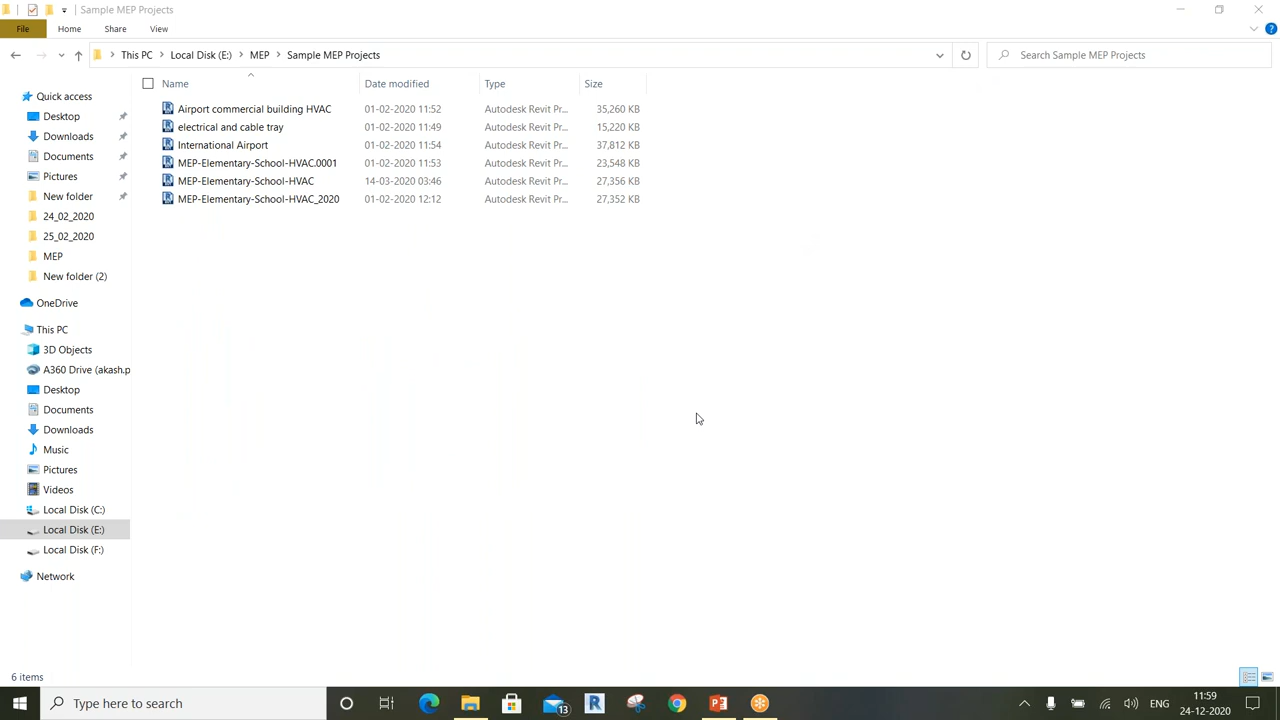 Sample MEP Projects
File Home Share View
This PC Local Disk (E:) MEP Sample MEP Projects Search Sample MEP Projects
Name Date modified Type Size
Airport commercial building HVAC 01-02-2020 11:52 Autodesk Revit Pr... 35,260 KB
electrical and cable tray 01-02-2020 11:49 Autodesk Revit Pr... 15,220 KB
International Airport 01-02-2020 11:54 Autodesk Revit Pr... 37,812 KB
MEP-Elementary-School-HVAC.0001 01-02-2020 11:53 Autodesk Revit Pr... 23,548 KB
MEP-Elementary-School-HVAC 14-03-2020 03:46 Autodesk Revit Pr... 27,356 KB
MEP-Elementary-School-HVAC_2020 01-02-2020 12:12 Autodesk Revit Pr... 27,352 KB
Quick access
Desktop
Downloads
Documents
Pictures
New folder
24_02_2020
25_02_2020
MEP
New folder (2)
OneDrive
This PC
3D Objects
A360 Drive (akash.p
Desktop
Documents
Downloads
Music
Pictures
Videos
Local Disk (C:)
Local Disk (E:)
Local Disk (F:)
Network
6 items
Type here to search
13
ENG
11:59
24-12-2020